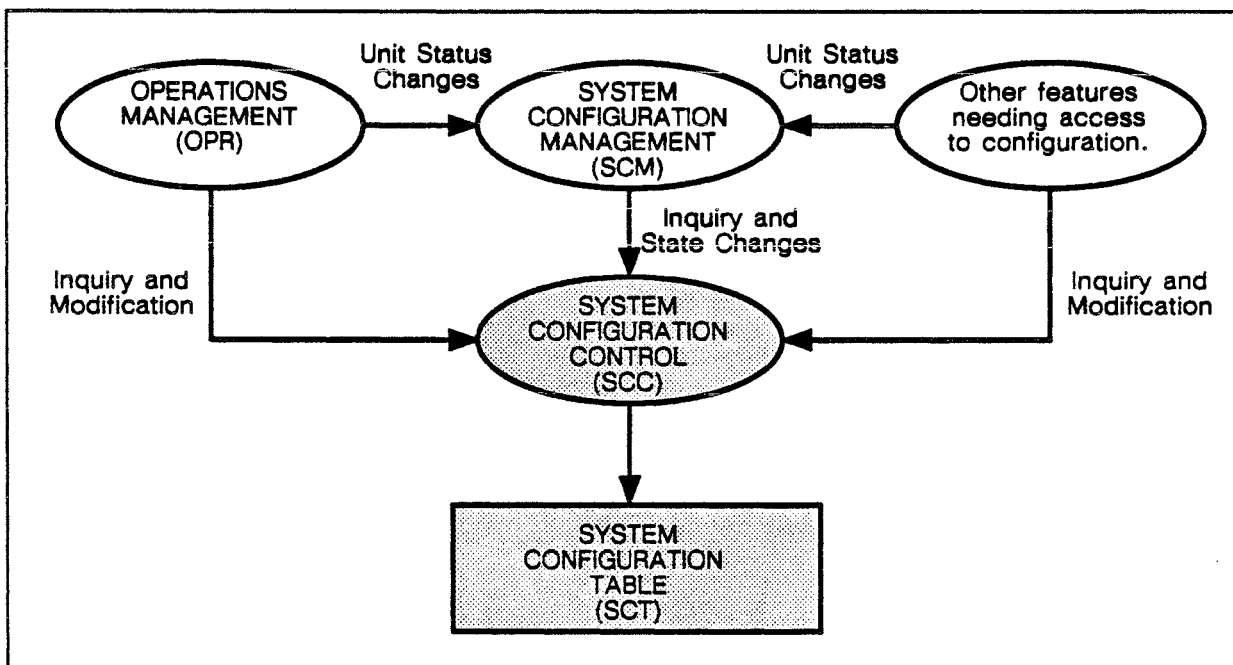 Unit Status
Changes
Unit Status
Changes
OPERATIONS
MANAGEMENT
(OPR)
SYSTEM
CONFIGURATION
MANAGEMENT
(SCM)
Other features
needing access
to configuration.
Inquiry and
State Changes
Inquiry and
Modification
Inquiry and
Modification
SYSTEM
CONFIGURATION
CONTROL
(SCC)
SYSTEM
CONFIGURATION
TABLE
(SCT)